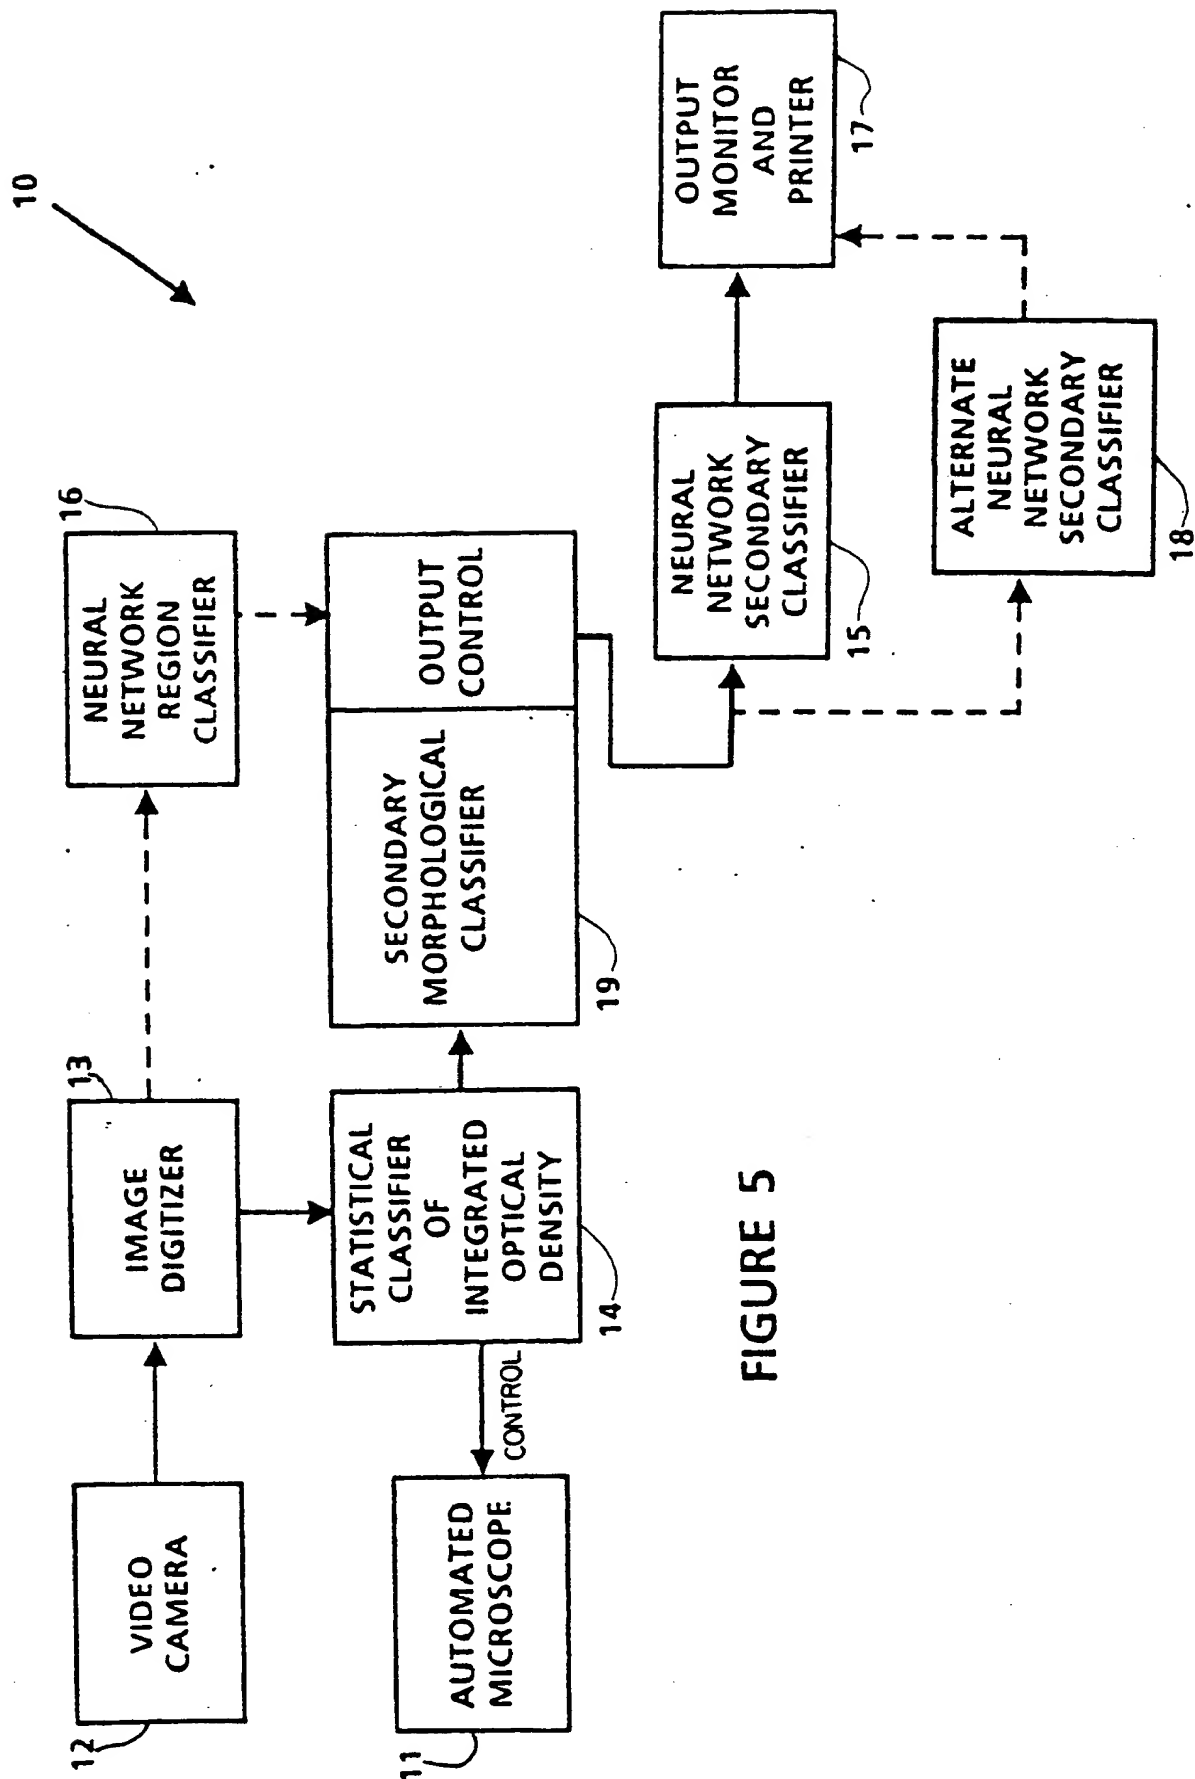 10
12
VIDEO
CAMERA
13
IMAGE
DIGITIZER
16
NEURAL
NETWORK
REGION
CLASSIFIER
11
AUTOMATED
MICROSCOPE
CONTROL
STATISTICAL
CLASSIFIER
OF
INTEGRATED
OPTICAL
DENSITY
14
SECONDARY
MORPHOLOGICAL
CLASSIFIER
19
OUTPUT
CONTROL
NEURAL
NETWORK
SECONDARY
CLASSIFIER
15
OUTPUT
MONITOR
AND
PRINTER
17
ALTERNATE
NEURAL
NETWORK
SECONDARY
CLASSIFIER
18
FIGURE 5